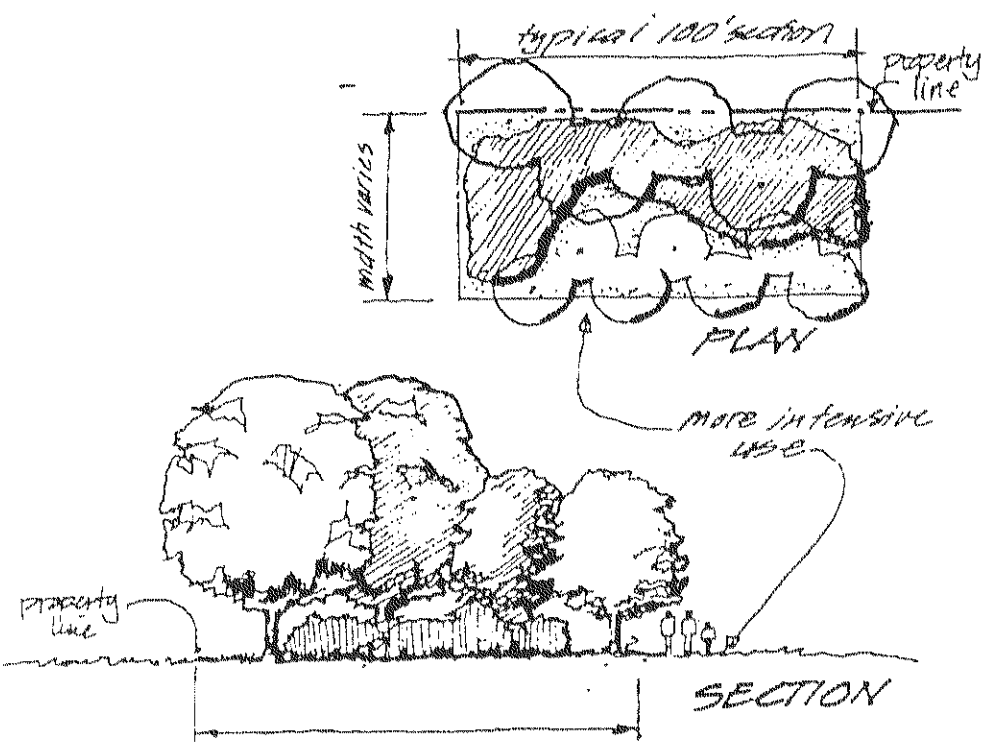 typical 100' section
property
line
width varies
PLAN
more intensive
use
property
line
SECTION